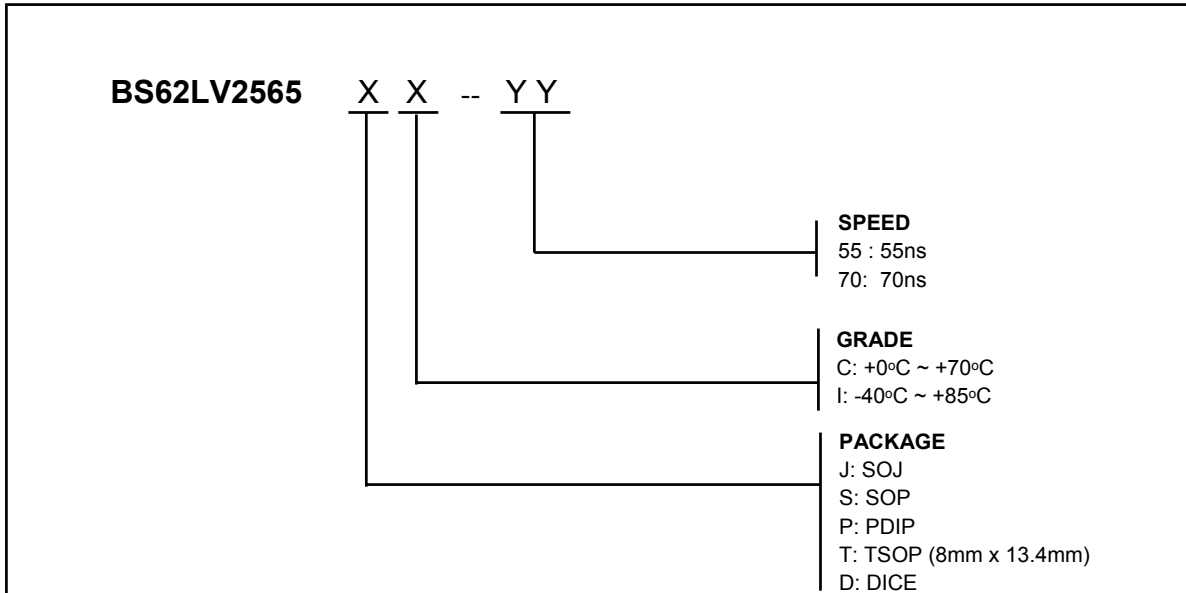 BS62LV2565 X X -- Y Y
SPEED
55 : 55ns
70: 70ns
GRADE
C: +0oC ~ +70oC
I: -40oC ~ +85oC
PACKAGE
J: SOJ
S: SOP
P: PDIP
T: TSOP (8mm x 13.4mm)
D: DICE